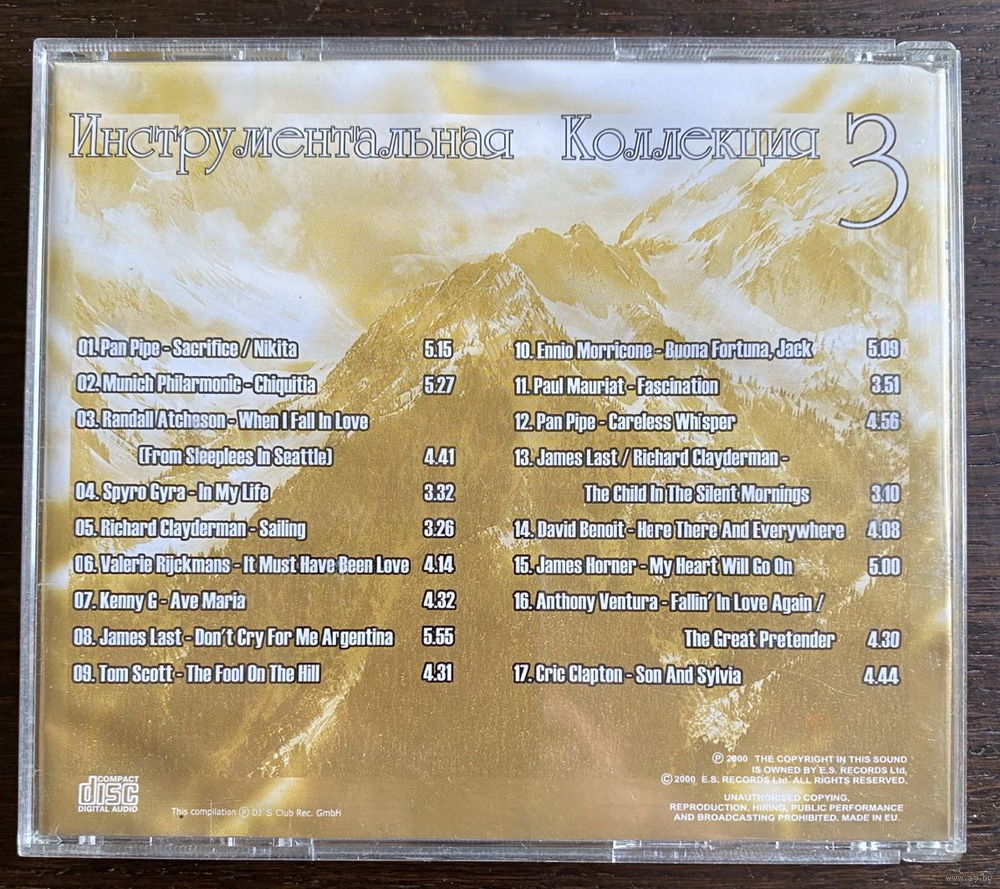 Инструментальная Коллекция 3
01. Pan Pipe - Sacrifice / Nikita 5.15
02. Munich Philarmonic - Chiquitia 5.27
03. Randall Atcheson - When I Fall In Love
(From Sleeplees In Seattle) 4.41
04. Spyro Gyra - In My Life 3.32
05. Richard Clayderman - Sailing 3.26
06. Valerie Rijckmans - It Must Have Been Love 4.14
07. Kenny G - Ave Maria 4.32
08. James Last - Don't Cry For Me Argentina 5.55
09. Tom Scott - The Fool On The Hill 4.31
10. Ennio Morricone - Buona Fortuna, Jack 5.09
11. Paul Mauriat - Fascination 3.51
12. Pan Pipe - Careless Whisper 4.56
13. James Last / Richard Clayderman -
The Child In The Silent Mornings 3.10
14. David Benoit - Here There And Everywhere 4.08
15. James Horner - My Heart Will Go On 5.00
16. Anthony Ventura - Fallin' In Love Again /
The Great Pretender 4.30
17. Cric Clapton - Son And Sylvia 4.44
COMPACT
disc
DIGITAL AUDIO
This compilation Ⓟ DJ`S Club Rec. GmbH
Ⓟ 2000 THE COPYRIGHT IN THIS SOUND
IS OWNED BY E.S. RECORDS Ltd,
© 2000 E.S. RECORDS Ltd. ALL RIGHTS RESERVED.
UNAUTHORISED COPYING,
REPRODUCTION, HIRING, PUBLIC PERFORMANCE
AND BROADCASTING PROHIBITED. MADE IN EU.
www.ay.by